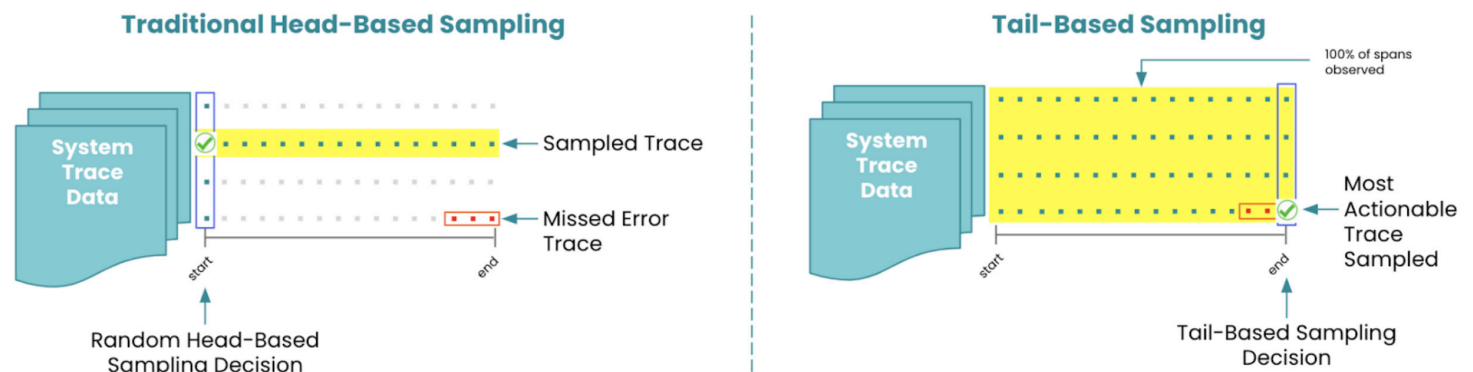 Traditional Head-Based Sampling
System
Trace
Data
Sampled Trace
Missed Error
Trace
start
end
Random Head-Based
Sampling Decision
Tail-Based Sampling
100% of spans
observed
System
Trace
Data
Most
Actionable
Trace
Sampled
start
end
Tail-Based Sampling
Decision